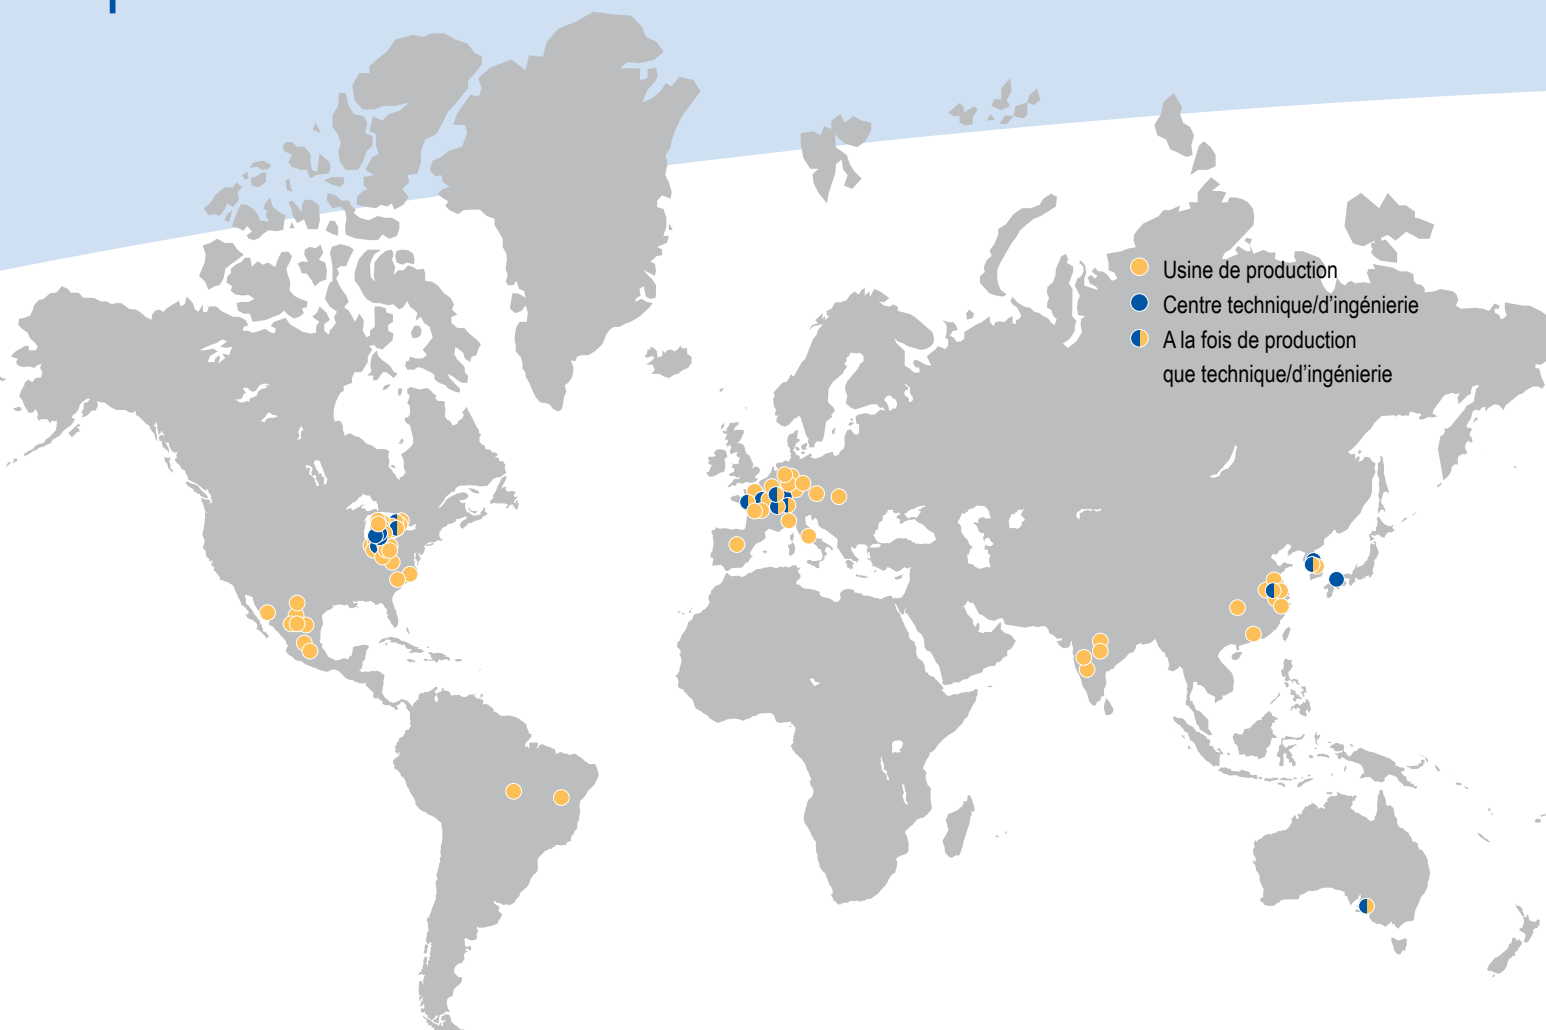 Usine de production
Centre technique/d'ingénierie
A la fois de production
que technique/d'ingénierie